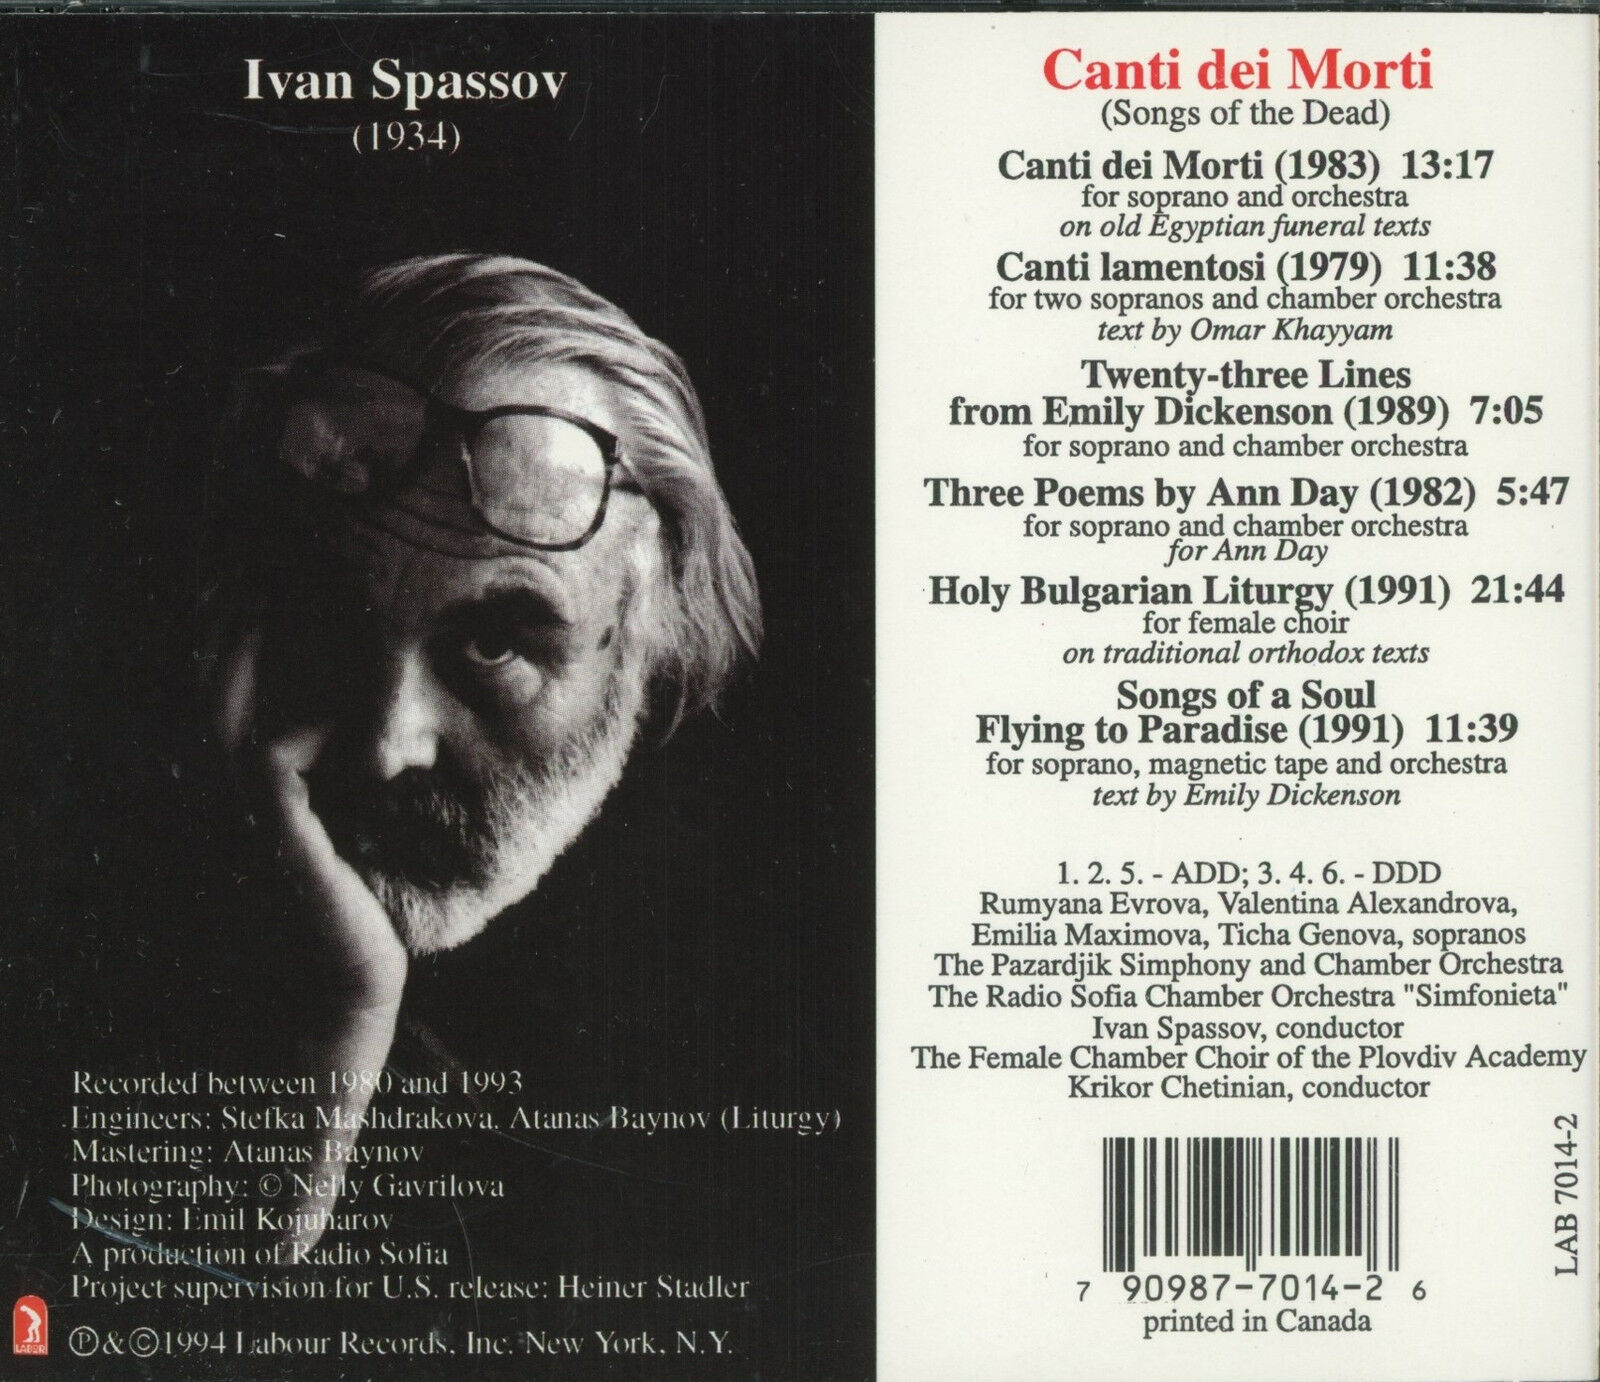 Ivan Spassov
(1934)
Recorded between 1980 and 1993
Engineers: Stefka Mashdrakova, Atanas Baynov (Liturgy)
Mastering: Atanas Baynov
Photography: © Nelly Gavrilova
Design: Emil Kojuharov
A production of Radio Sofia
Project supervision for U.S. release: Heiner Stadler
LABOR
Ⓟ&©1994 Labour Records, Inc. New York, N.Y.
Canti dei Morti
(Songs of the Dead)
Canti dei Morti (1983) 13:17
for soprano and orchestra
on old Egyptian funeral texts
Canti lamentosi (1979) 11:38
for two sopranos and chamber orchestra
text by Omar Khayyam
Twenty-three Lines
from Emily Dickenson (1989) 7:05
for soprano and chamber orchestra
Three Poems by Ann Day (1982) 5:47
for soprano and chamber orchestra
for Ann Day
Holy Bulgarian Liturgy (1991) 21:44
for female choir
on traditional orthodox texts
Songs of a Soul
Flying to Paradise (1991) 11:39
for soprano, magnetic tape and orchestra
text by Emily Dickenson
1. 2. 5. - ADD; 3. 4. 6. - DDD
Rumyana Evrova, Valentina Alexandrova,
Emilia Maximova, Ticha Genova, sopranos
The Pazardjik Simphony and Chamber Orchestra
The Radio Sofia Chamber Orchestra "Simfonieta"
Ivan Spassov, conductor
The Female Chamber Choir of the Plovdiv Academy
Krikor Chetinian, conductor
7 90987-7014-2 6
printed in Canada
LAB 7014-2